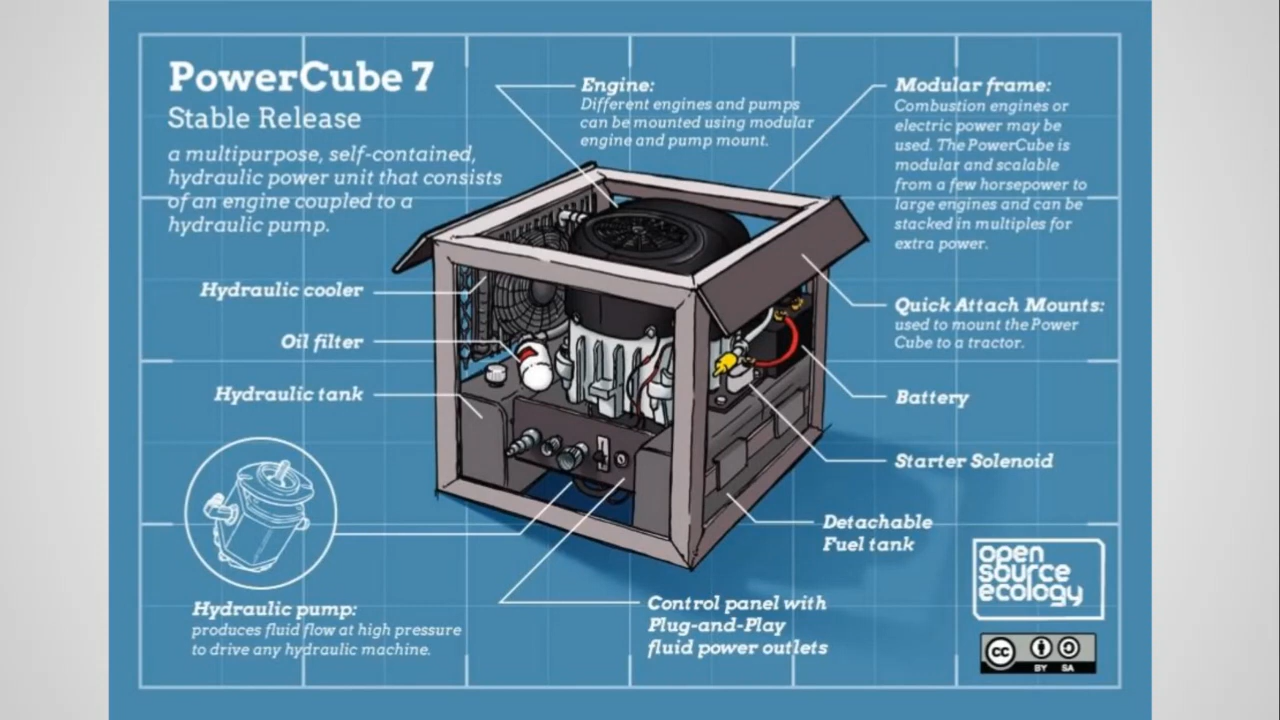 PowerCube 7
Stable Release
a multipurpose, self-contained,
hydraulic power unit that consists
of an engine coupled to a
hydraulic pump.
Engine:
Different engines and pumps
can be mounted using modular
engine and pump mount.
Modular frame:
Combustion engines or
electric power may be
used. The PowerCube is
modular and scalable
from a few horsepower to
large engines and can be
stacked in multiples for
extra power.
Hydraulic cooler
Oil filter
Hydraulic tank
Quick Attach Mounts:
used to mount the Power
Cube to a tractor.
Battery
Starter Solenoid
Detachable
Fuel tank
Hydraulic pump:
produces fluid flow at high pressure
to drive any hydraulic machine.
Control panel with
Plug-and-Play
fluid power outlets
open
source
ecology
cc
BY SA